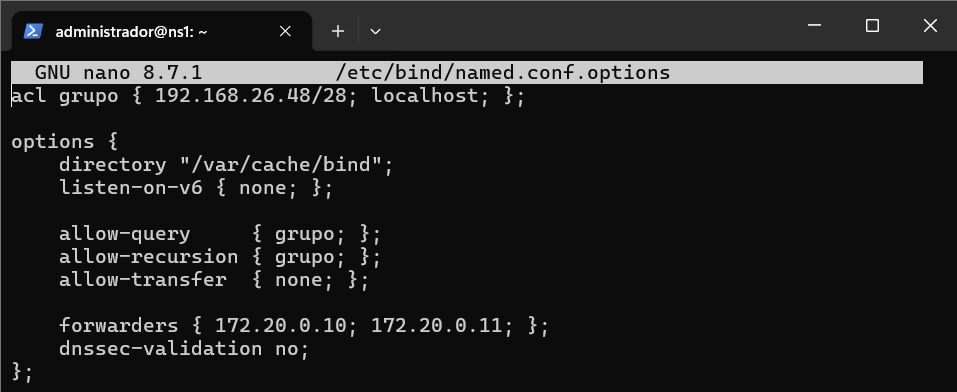 administrador@ns1: ~
GNU nano 8.7.1 /etc/bind/named.conf.options
acl grupo { 192.168.26.48/28; localhost; };
options {
    directory "/var/cache/bind";
    listen-on-v6 { none; };
    allow-query     { grupo; };
    allow-recursion { grupo; };
    allow-transfer  { none; };
    forwarders { 172.20.0.10; 172.20.0.11; };
    dnssec-validation no;
};